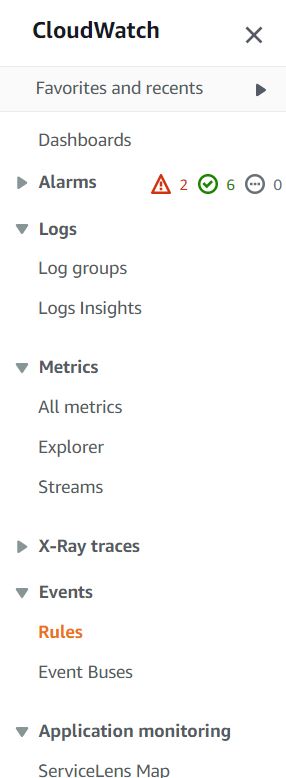 CloudWatch
Favorites and recents
Dashboards
Alarms 2 6 0
Logs
Log groups
Logs Insights
Metrics
All metrics
Explorer
Streams
X-Ray traces
Events
Rules
Event Buses
Application monitoring
ServiceLens Map